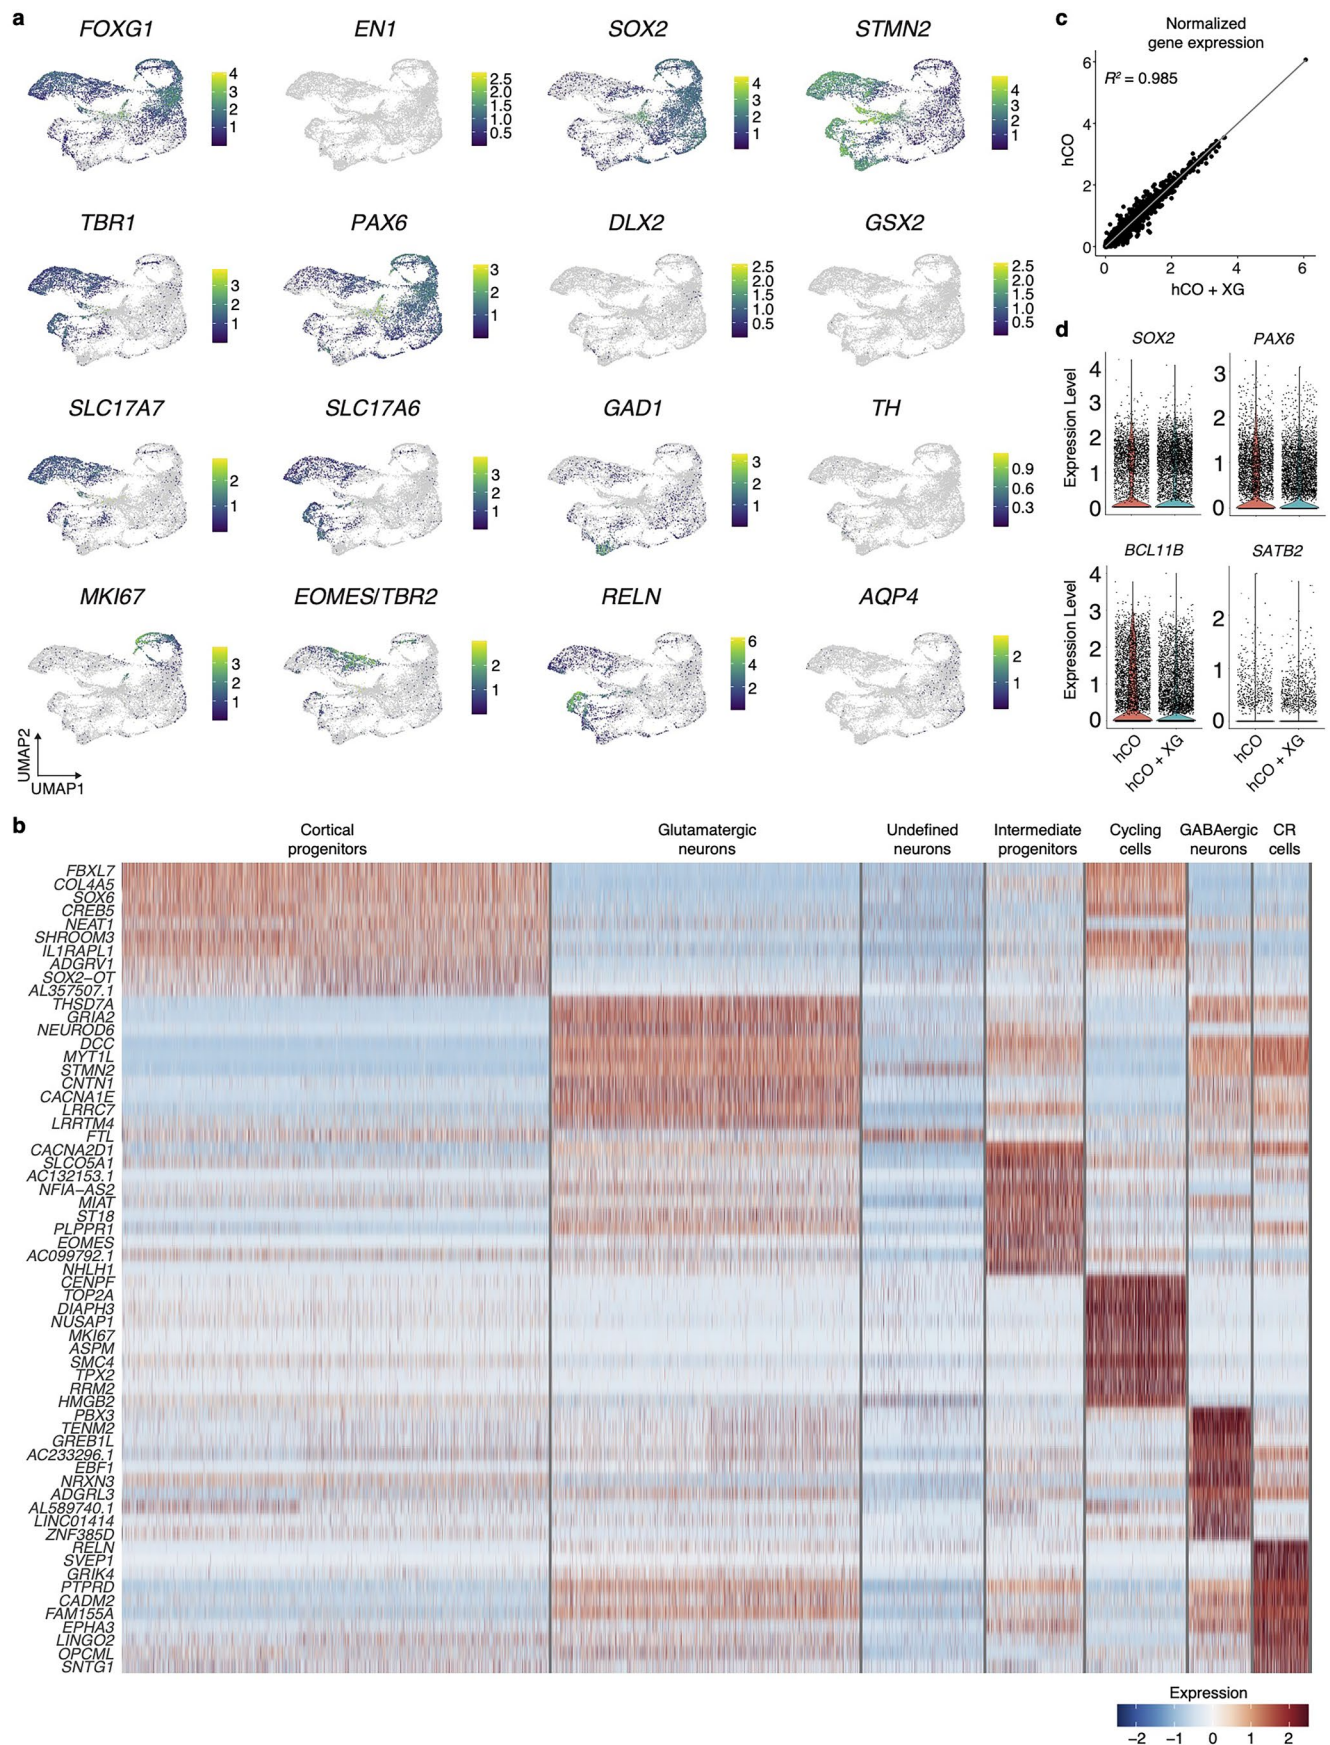 a
FOXG1
EN1
SOX2
STMN2
4
3
2
1
2.5
2.0
1.5
1.0
0.5
4
3
2
1
4
3
2
1
TBR1
PAX6
DLX2
GSX2
3
2
1
3
2
1
2.5
2.0
1.5
1.0
0.5
2.5
2.0
1.5
1.0
0.5
SLC17A7
SLC17A6
GAD1
TH
2
1
3
2
2
1
3
2
1
0.9
0.6
0.3
MKI67
EOMES/TBR2
RELN
AQP4
3
2
1
2
1
6
4
2
2
1
UMAP2
UMAP1
c
Normalized
gene expression
R² = 0.985
hCO
6
4
2
0
0
2
4
6
hCO + XG
d
SOX2
PAX6
Expression Level
4
3
2
1
0
3
2
1
0
BCL11B
SATB2
Expression Level
4
3
2
1
0
2
1
0
hCO
hCO + XG
hCO
hCO + XG
b
Cortical
progenitors
Glutamatergic
neurons
Undefined
neurons
Intermediate
progenitors
Cycling
cells
GABAergic
neurons
CR
cells
FBXL7
COL4A5
SOX6
CREB5
NEAT1
SHROOM3
IL1RAPL1
ADGRV1
SOX2−OT
AL357507.1
THSD7A
GRIA2
NEUROD6
DCC
MYT1L
STMN2
CNTN1
CACNA1E
LRRC7
LRRTM4
FTL
CACNA2D1
SLCO5A1
AC132153.1
NFIA−AS2
MIAT
ST18
PLPPR1
EOMES
AC099792.1
NHLH1
CENPF
TOP2A
DIAPH3
NUSAP1
MKI67
ASPM
SMC4
TPX2
RRM2
HMGB2
PBX3
TENM2
GREB1L
AC233296.1
EBF1
NRXN3
ADGRL3
AL589740.1
LINC01414
ZNF385D
RELN
SVEP1
GRIK4
PTPRD
CADM2
FAM155A
EPHA3
LINGO2
OPCML
SNTG1
Expression
−2 −1 0 1 2